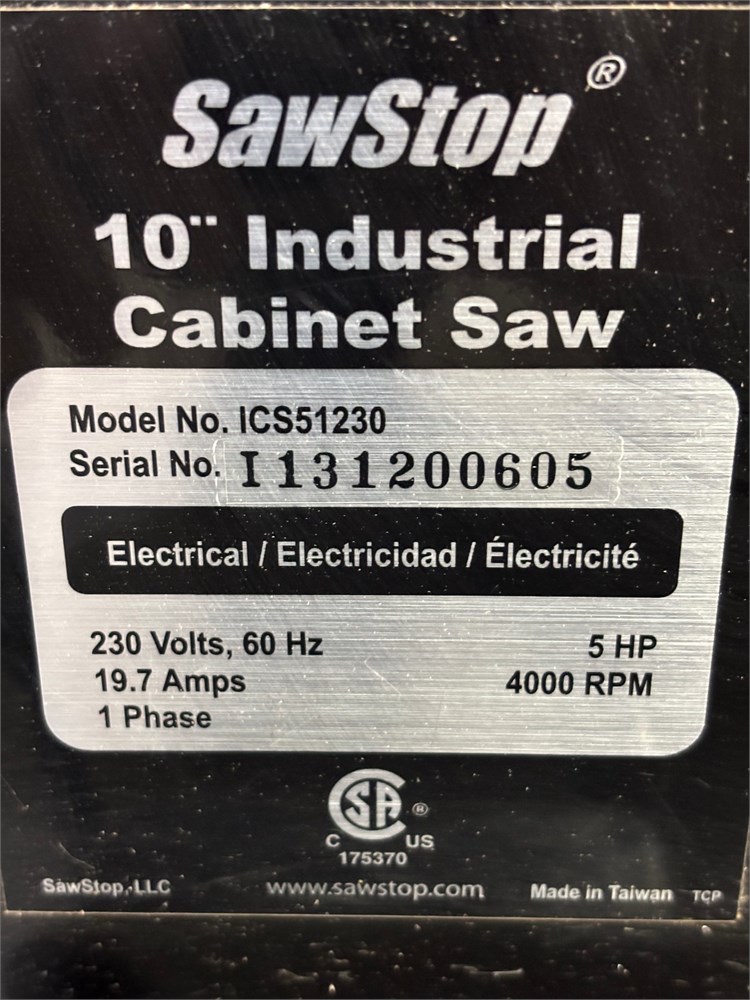 SawStop®
10¨ Industrial
Cabinet Saw
Model No. ICS51230
Serial No. I131200605
Electrical / Electricidad / Électricité
230 Volts, 60 Hz 5 HP
19.7 Amps 4000 RPM
1 Phase
CSA®
C US
175370
SawStop, LLC www.sawstop.com Made in Taiwan TCP